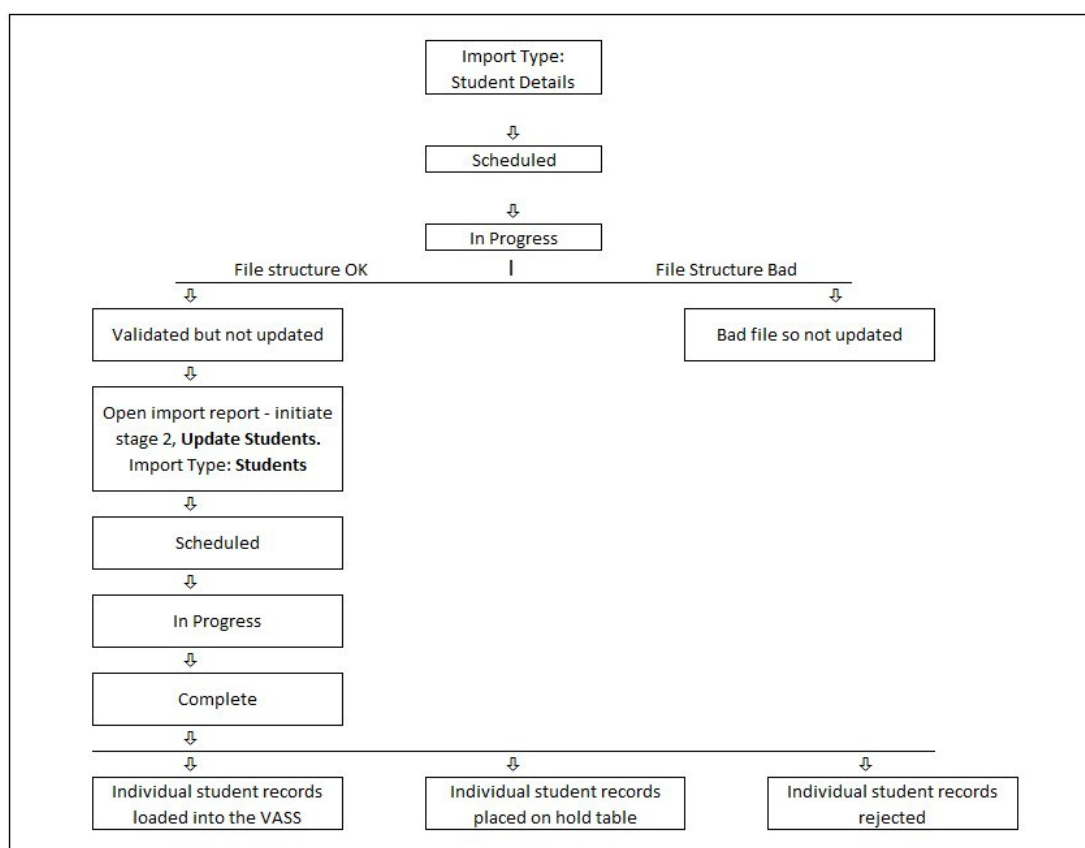 Import Type:
Student Details
Scheduled
In Progress
File structure OK
File Structure Bad
Validated but not updated
Bad file so not updated
Open import report - initiate
stage 2, Update Students.
Import Type: Students
Scheduled
In Progress
Complete
Individual student records
loaded into the VASS
Individual student records
placed on hold table
Individual student records
rejected